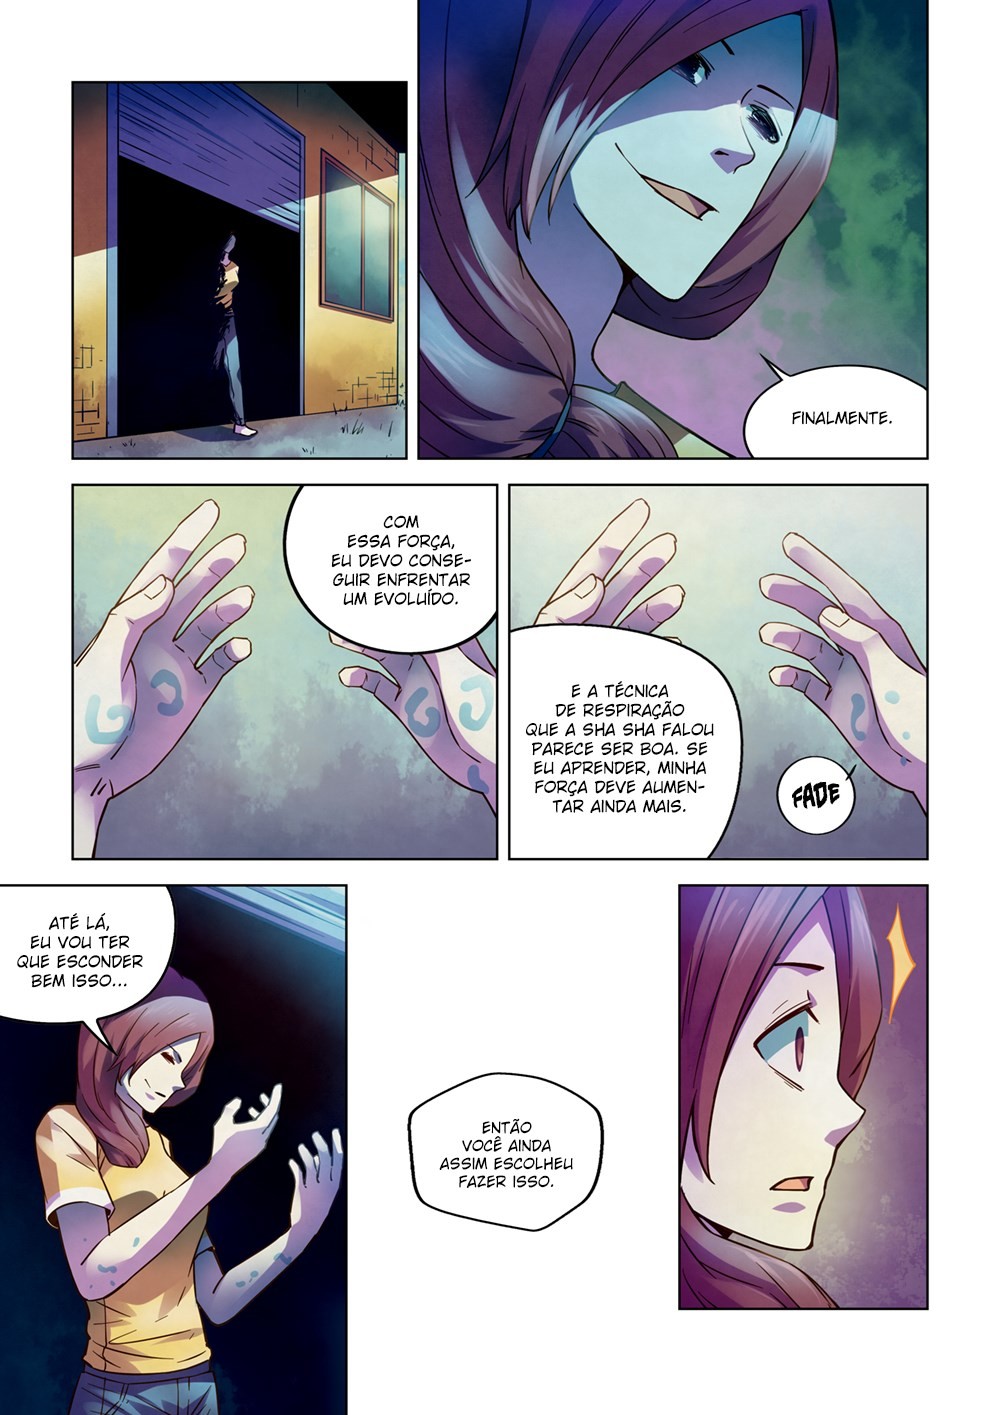 FINALMENTE.
COM
ESSA FORÇA,
EU DEVO CONSE-
GUIR ENFRENTAR
UM EVOLUÍDO.
E A TÉCNICA
DE RESPIRAÇÃO
QUE A SHA SHA FALOU
PARECE SER BOA. SE
EU APRENDER, MINHA
FORÇA DEVE AUMEN-
TAR AINDA MAIS.
FADE
ATÉ LÁ,
EU VOU TER
QUE ESCONDER
BEM ISSO...
ENTÃO
VOCÊ AINDA
ASSIM ESCOLHEU
FAZER ISSO.